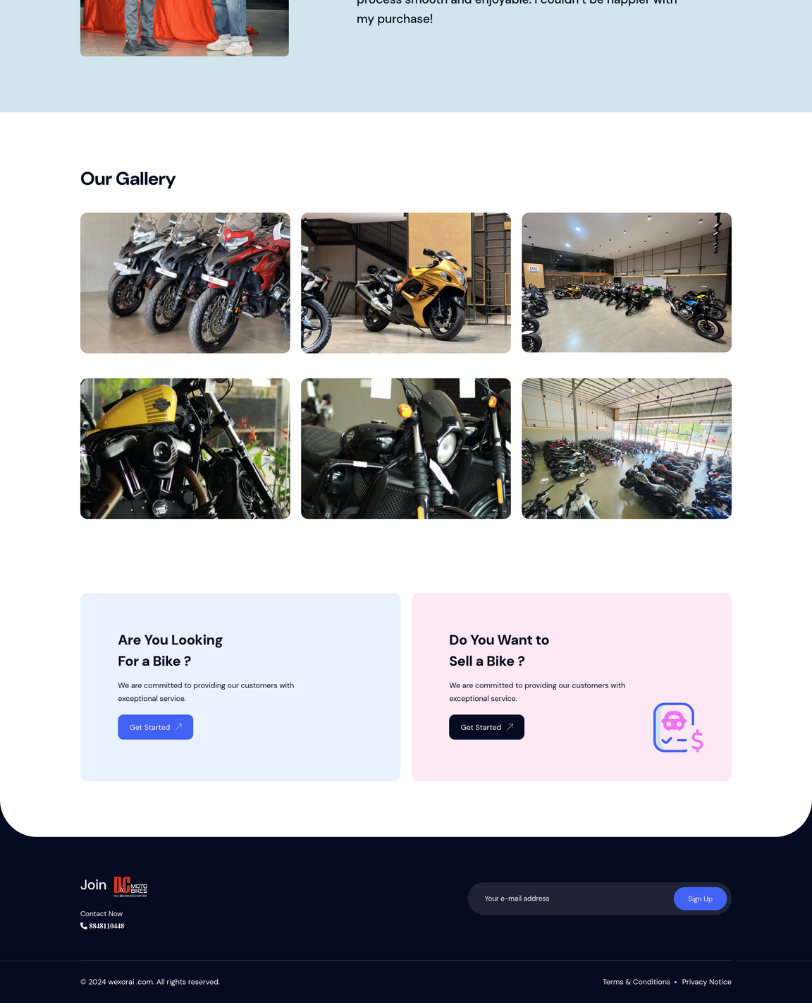 process smooth and enjoyable. I couldn't be happier with
my purchase!
Our Gallery
Are You Looking
For a Bike ?
We are committed to providing our customers with
exceptional service.
Get Started
Do You Want to
Sell a Bike ?
We are committed to providing our customers with
exceptional service.
Get Started
Join
MOTO
BIKES
Contact Now
8848110448
Your e-mail address
Sign Up
© 2024 wexorai .com. All rights reserved.
Terms & Conditions • Privacy Notice